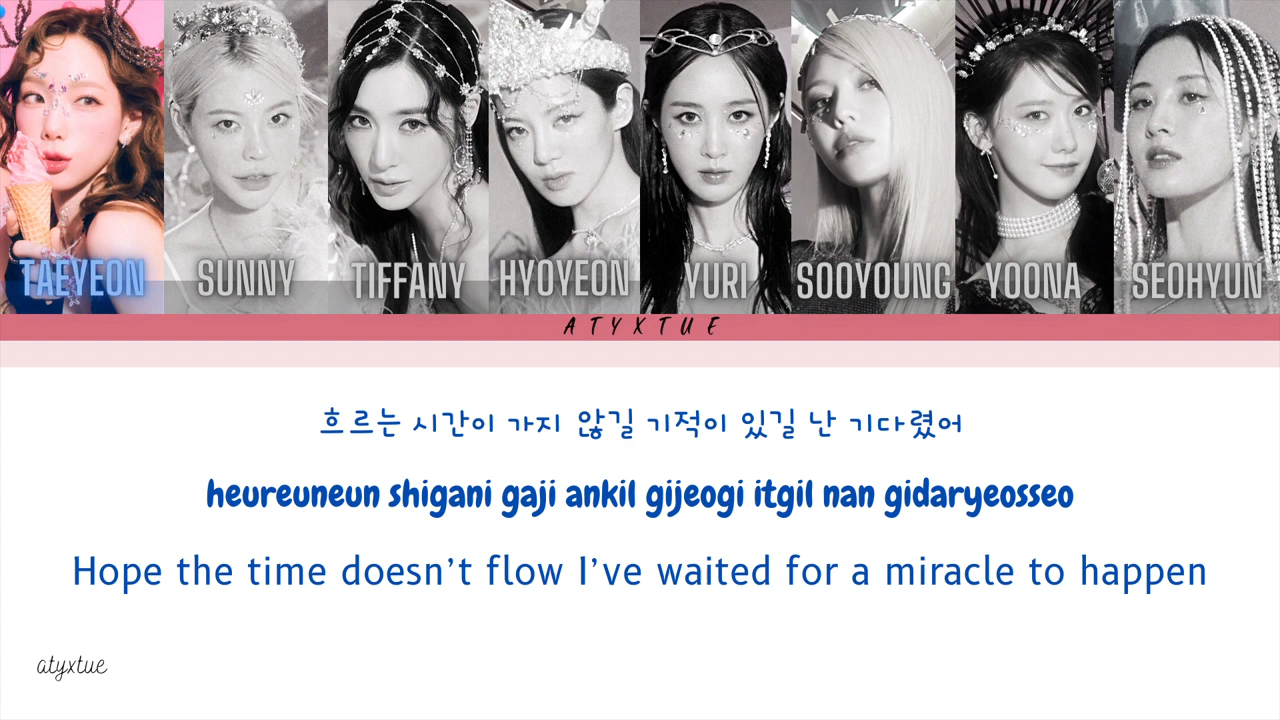 TAEYEON SUNNY TIFFANY HYOYEON YURI SOOYOUNG YOONA SEOHYUN
ATYXTUE
흐르는 시간이 가지 않길 기적이 있길 난 기다렸어
heureuneun shigani gaji ankil gijeogi itgil nan gidaryeosseo
Hope the time doesn't flow I've waited for a miracle to happen
atyxtue